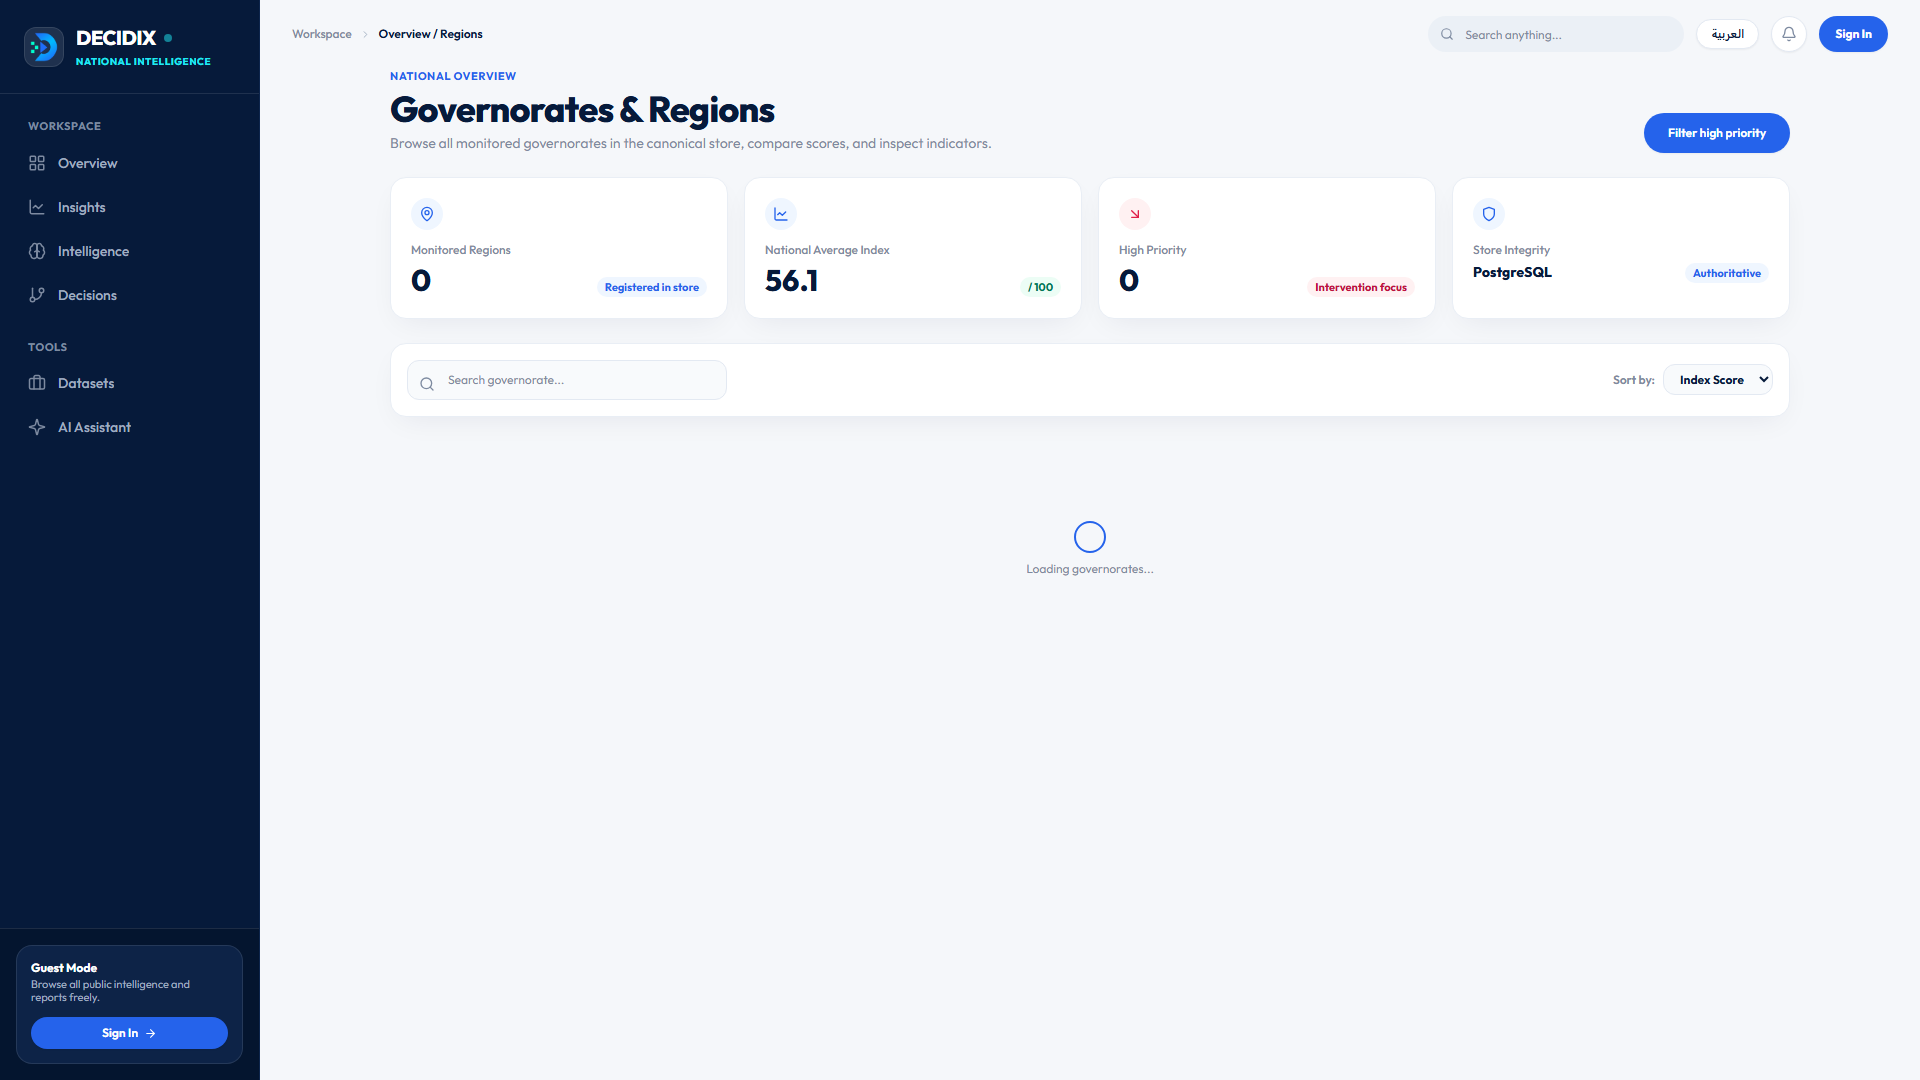 DECIDIX
NATIONAL INTELLIGENCE
WORKSPACE
Overview
Insights
Intelligence
Decisions
TOOLS
Datasets
AI Assistant
Guest Mode
Browse all public intelligence and
reports freely.
Sign In
Workspace
Overview / Regions
Search anything...
العربية
Sign In
NATIONAL OVERVIEW
Governorates & Regions
Browse all monitored governorates in the canonical store, compare scores, and inspect indicators.
Filter high priority
Monitored Regions
0
Registered in store
National Average Index
56.1
/ 100
High Priority
0
Intervention focus
Store Integrity
PostgreSQL
Authoritative
Search governorate...
Sort by:
Index Score
Loading governorates...